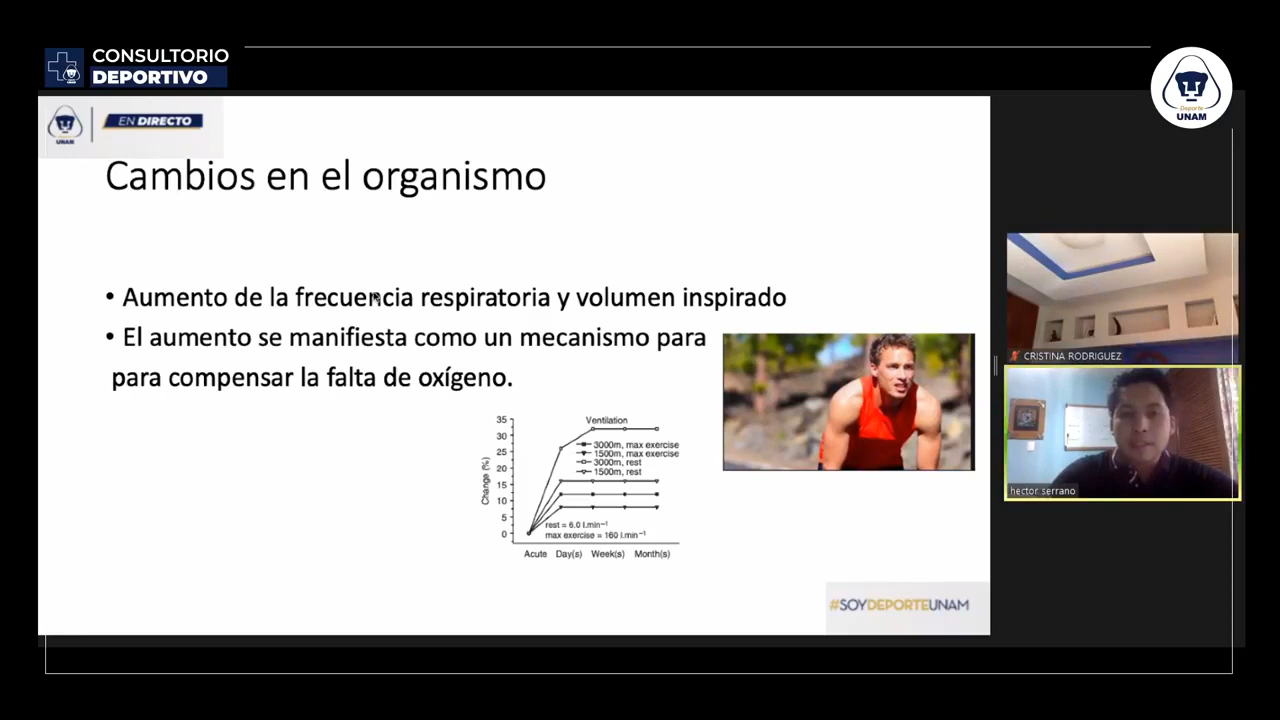 CONSULTORIO
DEPORTIVO
Deporte
UNAM
UNAM
EN DIRECTO
Cambios en el organismo
• Aumento de la frecuencia respiratoria y volumen inspirado
• El aumento se manifiesta como un mecanismo para
para compensar la falta de oxígeno.
CRISTINA RODRIGUEZ
hector serrano
Ventilation
Change (%)
35
30
25
20
15
10
5
0
3000m, max exercise
1500m, max exercise
3000m, rest
1500m, rest
rest = 6.0 l.min⁻¹
max exercise = 160 l.min⁻¹
Acute Day(s) Week(s) Month(s)
#SOYDEPORTEUNAM